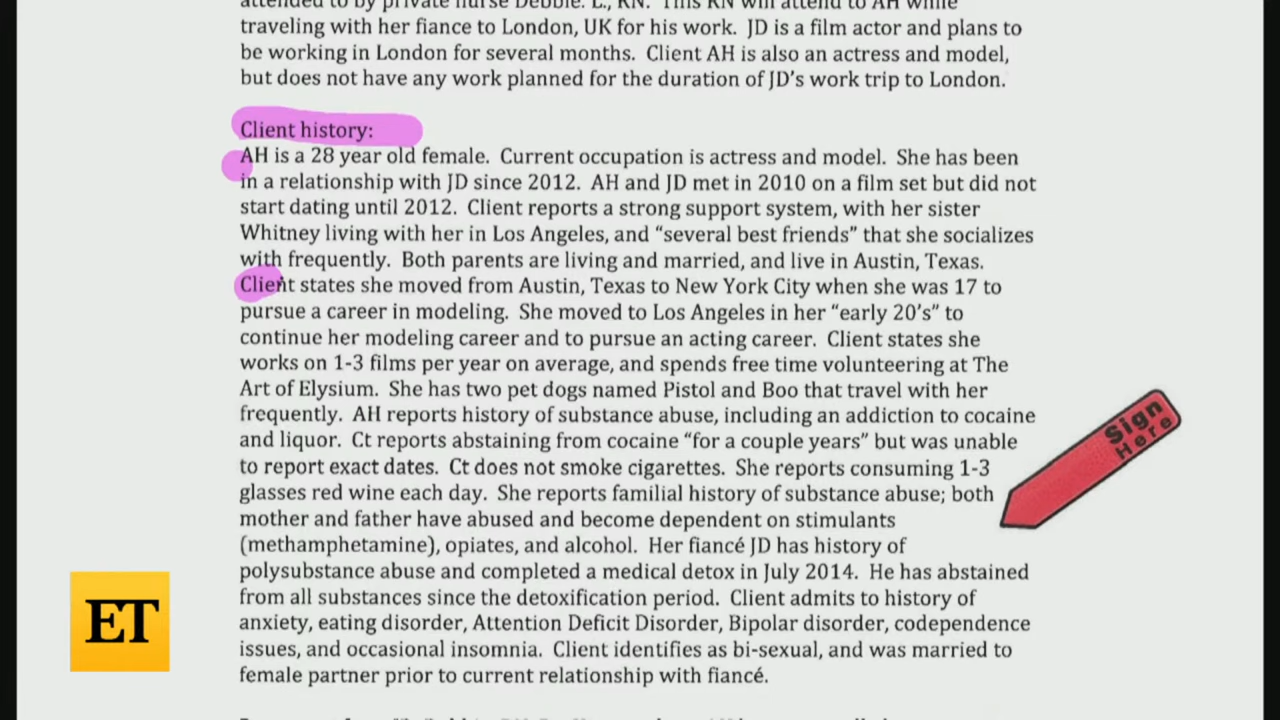 attended to by private nurse Debbie. L., RN. This RN will attend to AH while
traveling with her fiance to London, UK for his work. JD is a film actor and plans to
be working in London for several months. Client AH is also an actress and model,
but does not have any work planned for the duration of JD's work trip to London.
Client history:
AH is a 28 year old female. Current occupation is actress and model. She has been
in a relationship with JD since 2012. AH and JD met in 2010 on a film set but did not
start dating until 2012. Client reports a strong support system, with her sister
Whitney living with her in Los Angeles, and “several best friends” that she socializes
with frequently. Both parents are living and married, and live in Austin, Texas.
Client states she moved from Austin, Texas to New York City when she was 17 to
pursue a career in modeling. She moved to Los Angeles in her “early 20's” to
continue her modeling career and to pursue an acting career. Client states she
works on 1-3 films per year on average, and spends free time volunteering at The
Art of Elysium. She has two pet dogs named Pistol and Boo that travel with her
frequently. AH reports history of substance abuse, including an addiction to cocaine
and liquor. Ct reports abstaining from cocaine “for a couple years” but was unable
to report exact dates. Ct does not smoke cigarettes. She reports consuming 1-3
glasses red wine each day. She reports familial history of substance abuse; both
mother and father have abused and become dependent on stimulants
(methamphetamine), opiates, and alcohol. Her fiancé JD has history of
polysubstance abuse and completed a medical detox in July 2014. He has abstained
from all substances since the detoxification period. Client admits to history of
anxiety, eating disorder, Attention Deficit Disorder, Bipolar disorder, codependence
issues, and occasional insomnia. Client identifies as bi-sexual, and was married to
female partner prior to current relationship with fiancé.
Sign
Here
ET